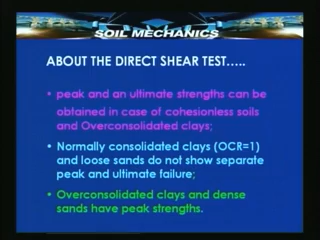 SOIL MECHANICS
ABOUT THE DIRECT SHEAR TEST.....
• peak and an ultimate strengths can be
obtained in case of cohesionless soils
and Overconsolidated clays;
• Normally consolidated clays (OCR=1)
and loose sands do not show separate
peak and ultimate failure;
• Overconsolidated clays and dense
sands have peak strengths.